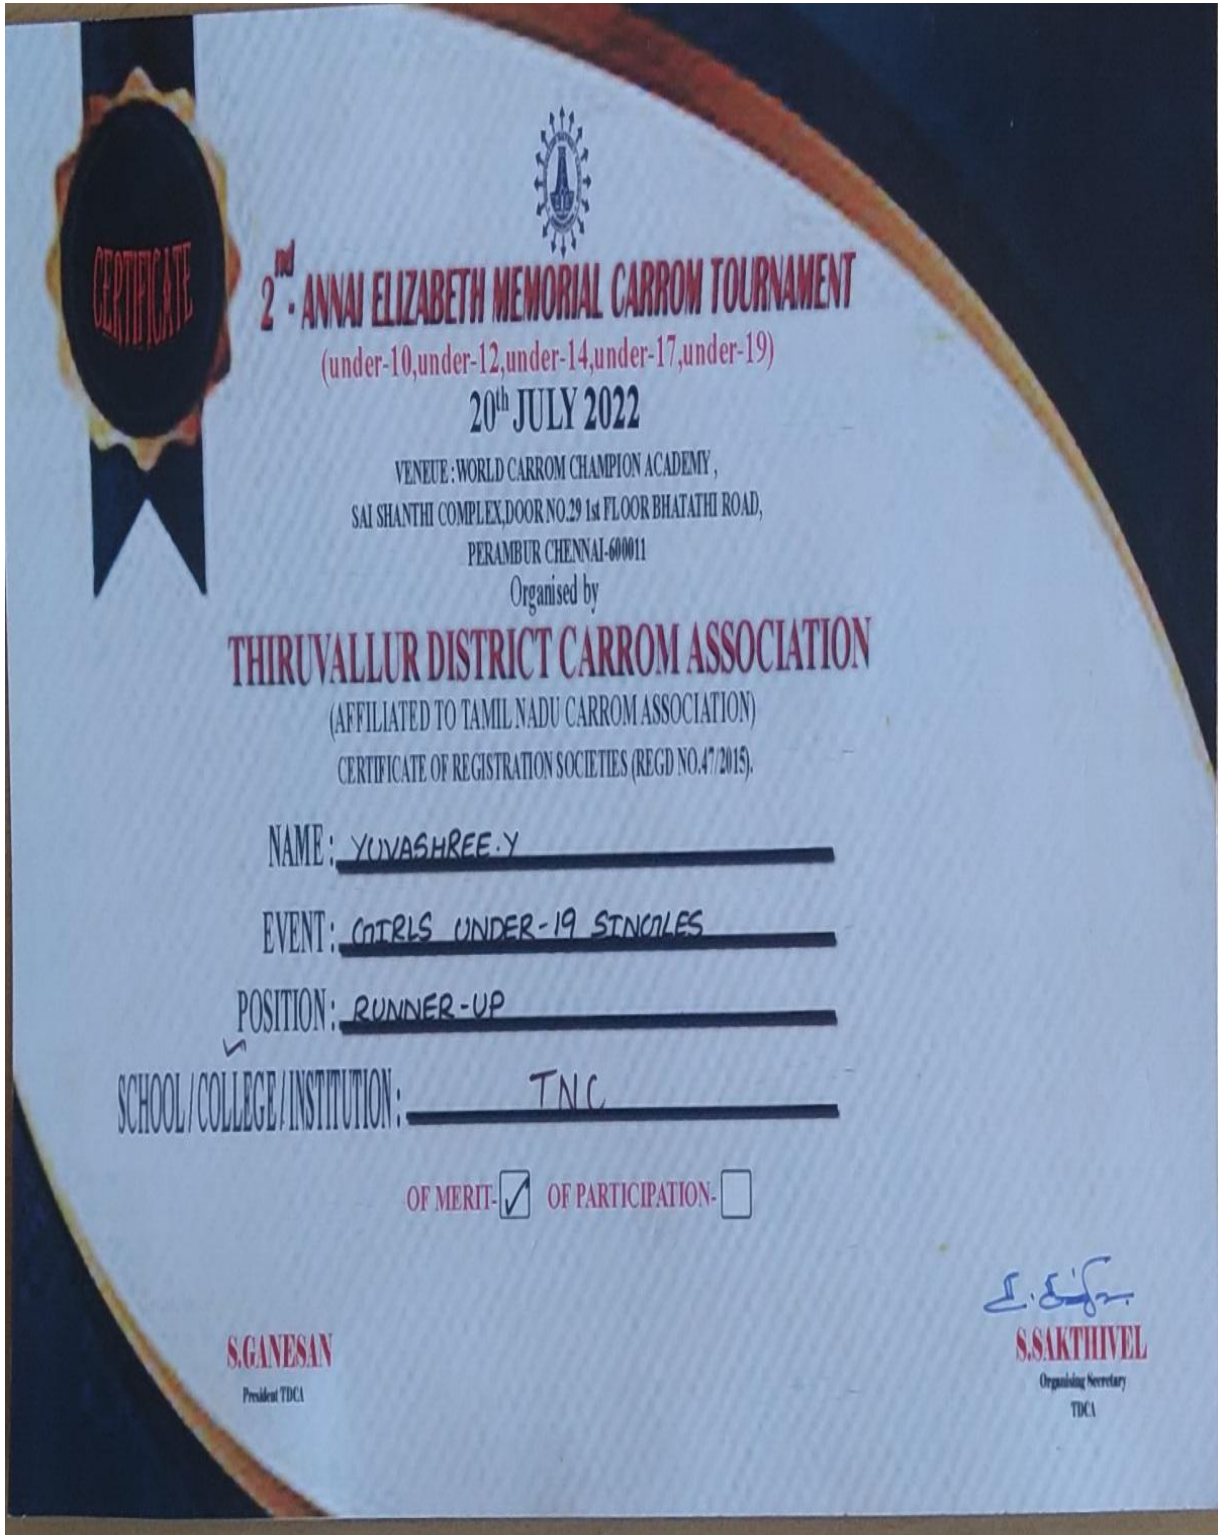 CERTIFICATE
2nd - ANNAI ELIZABETH MEMORIAL CARROM TOURNAMENT
(under-10,under-12,under-14,under-17,under-19)
20th JULY 2022
VENEUE : WORLD CARROM CHAMPION ACADEMY ,
SAI SHANTHI COMPLEX,DOOR NO.29 1st FLOOR BHATATHI ROAD,
PERAMBUR CHENNAI-600011
Organised by
THIRUVALLUR DISTRICT CARROM ASSOCIATION
(AFFILIATED TO TAMIL NADU CARROM ASSOCIATION)
CERTIFICATE OF REGISTRATION SOCIETIES (REGD NO.47/2015).
NAME : YUVASHREE.Y
EVENT : GIRLS UNDER-19 SINGLES
POSITION : RUNNER-UP
SCHOOL / COLLEGE / INSTITUTION : TNC
OF MERIT- ✓ OF PARTICIPATION-
S.GANESAN
President TDCA
S.SAKTHIVEL
Organising Secretary
TDCA